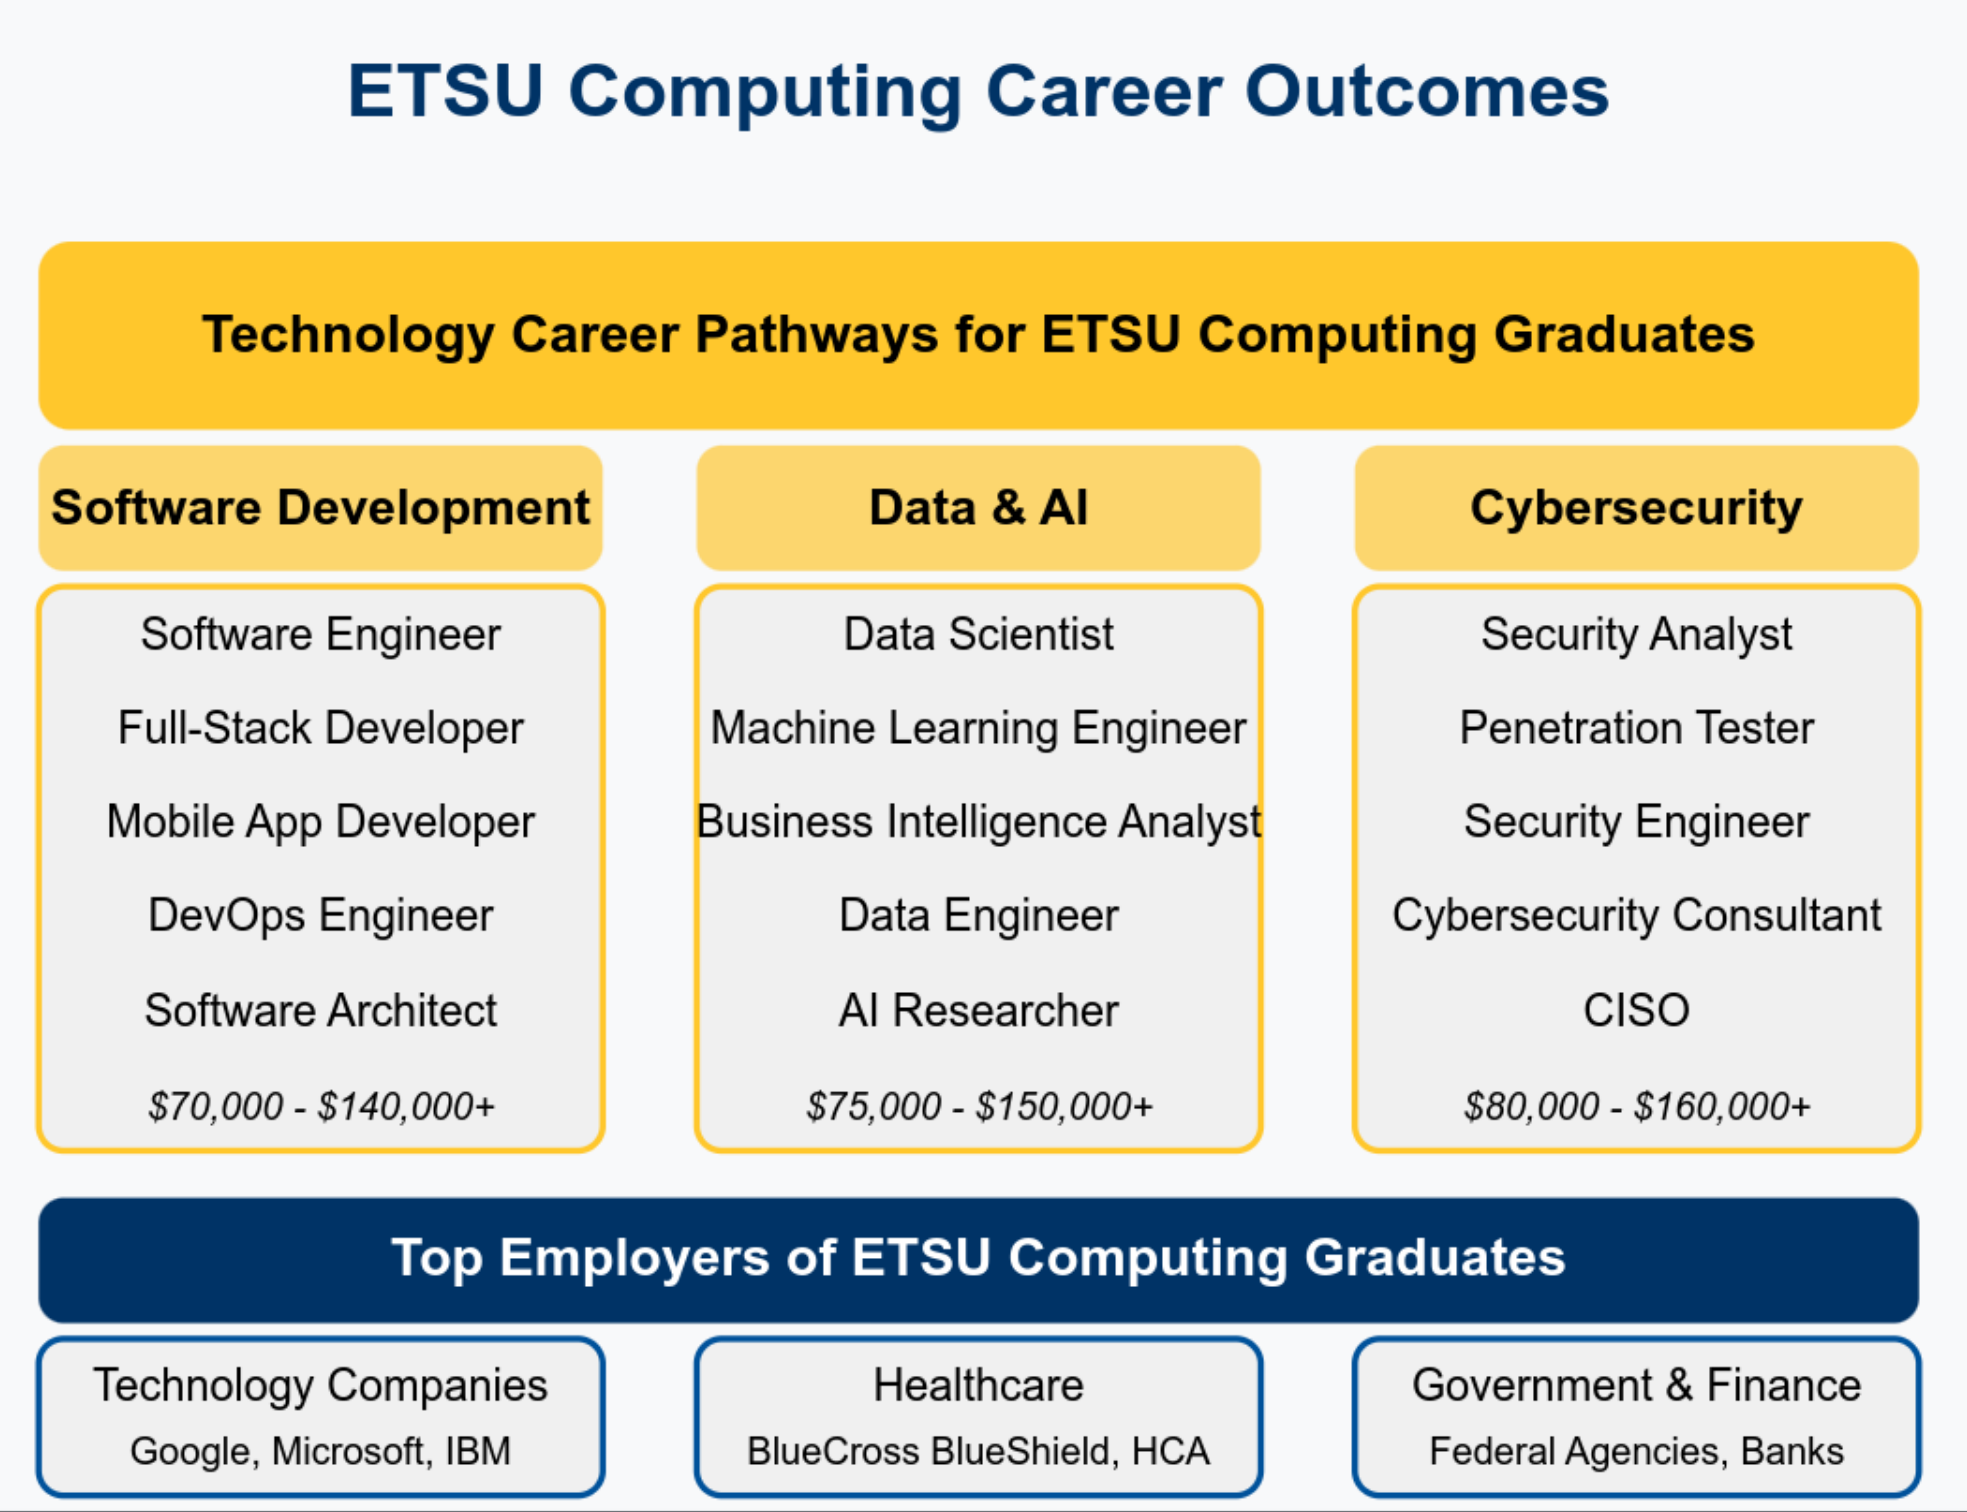 ETSU Computing Career Outcomes
Technology Career Pathways for ETSU Computing Graduates
Software Development
Software Engineer
Full-Stack Developer
Mobile App Developer
DevOps Engineer
Software Architect
$70,000 - $140,000+
Data & AI
Data Scientist
Machine Learning Engineer
Business Intelligence Analyst
Data Engineer
AI Researcher
$75,000 - $150,000+
Cybersecurity
Security Analyst
Penetration Tester
Security Engineer
Cybersecurity Consultant
CISO
$80,000 - $160,000+
Top Employers of ETSU Computing Graduates
Technology Companies
Google, Microsoft, IBM
Healthcare
BlueCross BlueShield, HCA
Government & Finance
Federal Agencies, Banks